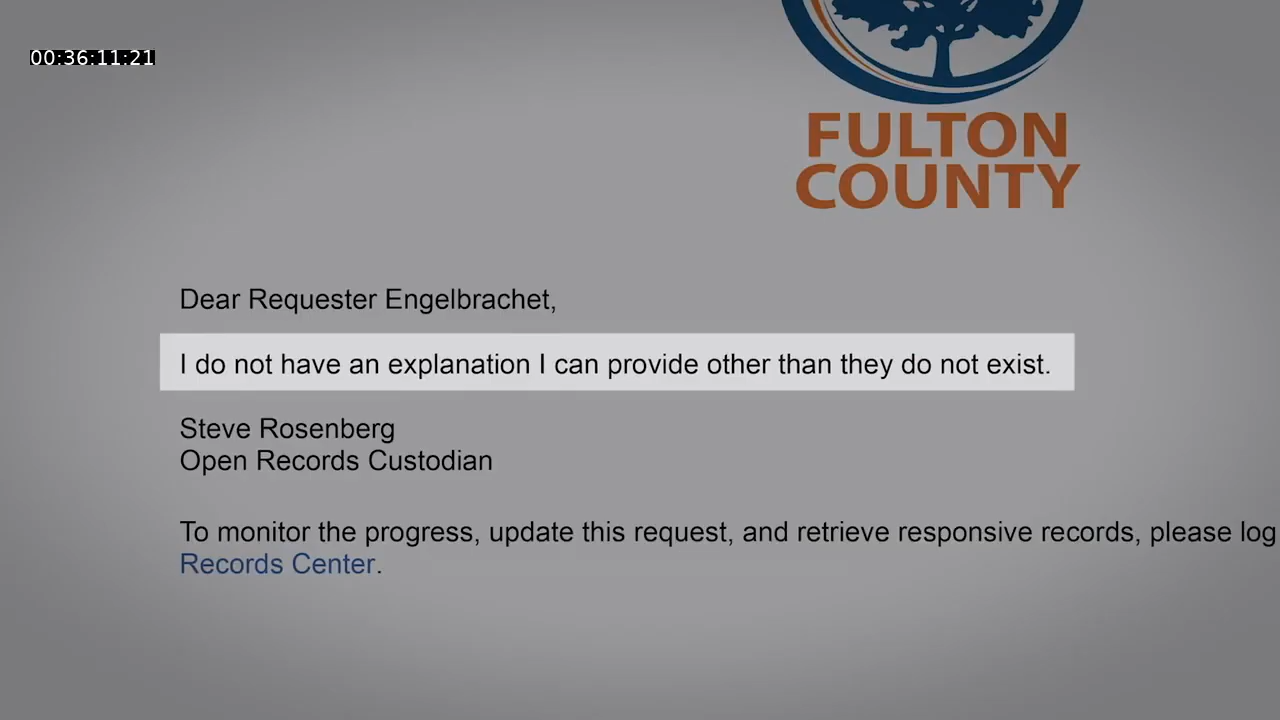 00:36:11:21
FULTON
COUNTY
Dear Requester Engelbrachet,
I do not have an explanation I can provide other than they do not exist.
Steve Rosenberg
Open Records Custodian
To monitor the progress, update this request, and retrieve responsive records, please log
Records Center.